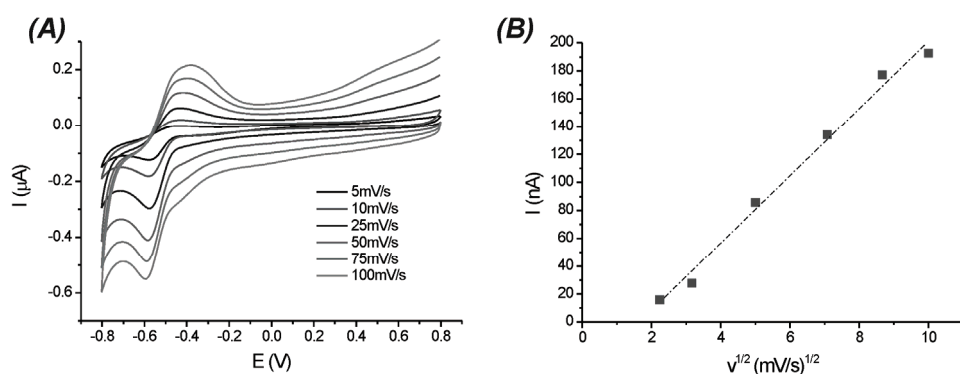 (A)
I (µA)
0.2
0.0
-0.2
-0.4
-0.6
-0.8 -0.6 -0.4 -0.2 0.0 0.2 0.4 0.6 0.8
E (V)
5mV/s
10mV/s
25mV/s
50mV/s
75mV/s
100mV/s
(B)
I (nA)
200
180
160
140
120
100
80
60
40
20
0
0 2 4 6 8 10
v^1/2 (mV/s)^1/2